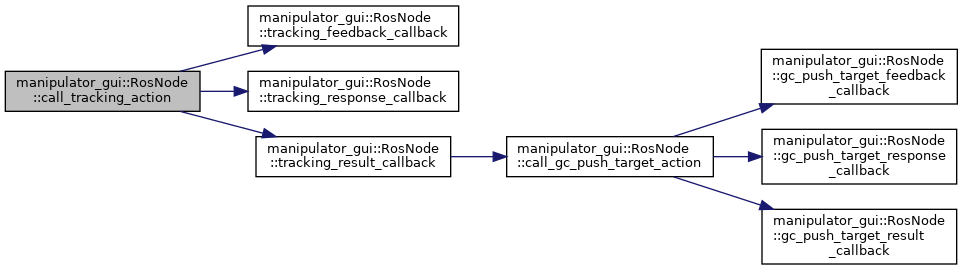 manipulator_gui::RosNode
::call_tracking_action
manipulator_gui::RosNode
::tracking_feedback_callback
manipulator_gui::RosNode
::tracking_response_callback
manipulator_gui::RosNode
::tracking_result_callback
manipulator_gui::RosNode
::call_gc_push_target_action
manipulator_gui::RosNode
::gc_push_target_feedback
_callback
manipulator_gui::RosNode
::gc_push_target_response
_callback
manipulator_gui::RosNode
::gc_push_target_result
_callback